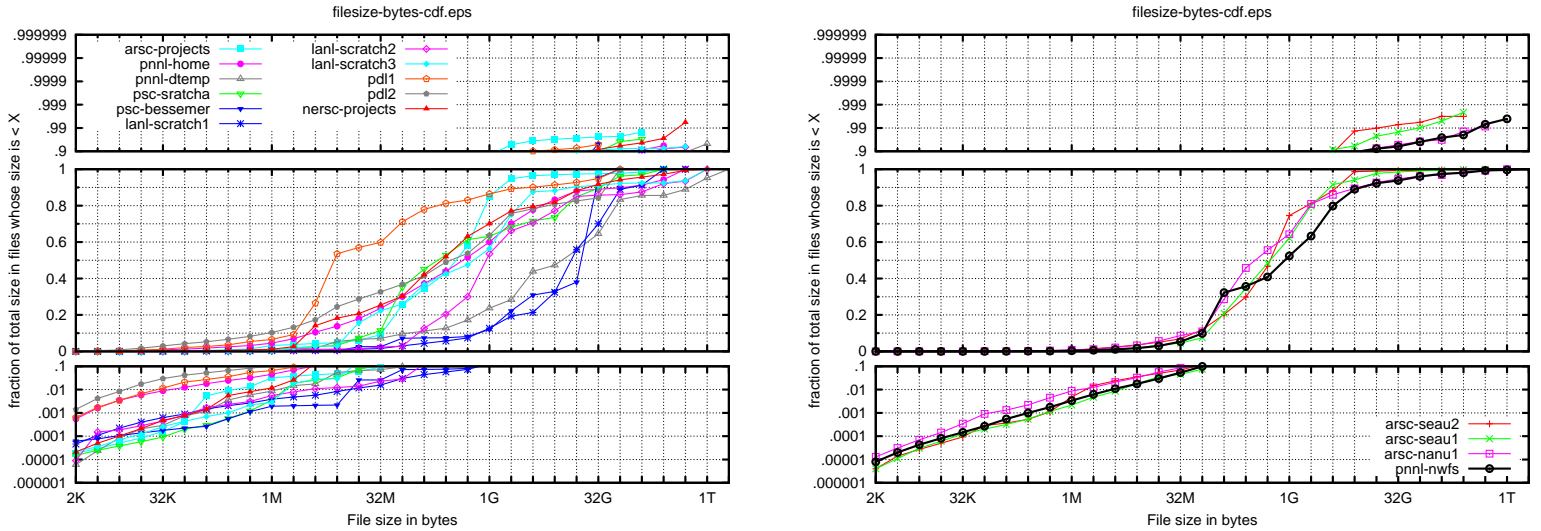 filesize-bytes-cdf.eps
fraction of total size in files whose size is < X
.999999
.99999
.9999
.999
.99
.9
1
0.8
0.6
0.4
0.2
0
.1
.01
.001
.0001
.00001
.000001
arsc-projects
pnnl-home
pnnl-dtemp
psc-sratcha
psc-bessemer
lanl-scratch1
lanl-scratch2
lanl-scratch3
pdl1
pdl2
nersc-projects
2K 32K 1M 32M 1G 32G 1T
File size in bytes
filesize-bytes-cdf.eps
fraction of total size in files whose size is < X
.999999
.99999
.9999
.999
.99
.9
1
0.8
0.6
0.4
0.2
0
.1
.01
.001
.0001
.00001
.000001
arsc-seau2
arsc-seau1
arsc-nanu1
pnnl-nwfs
2K 32K 1M 32M 1G 32G 1T
File size in bytes